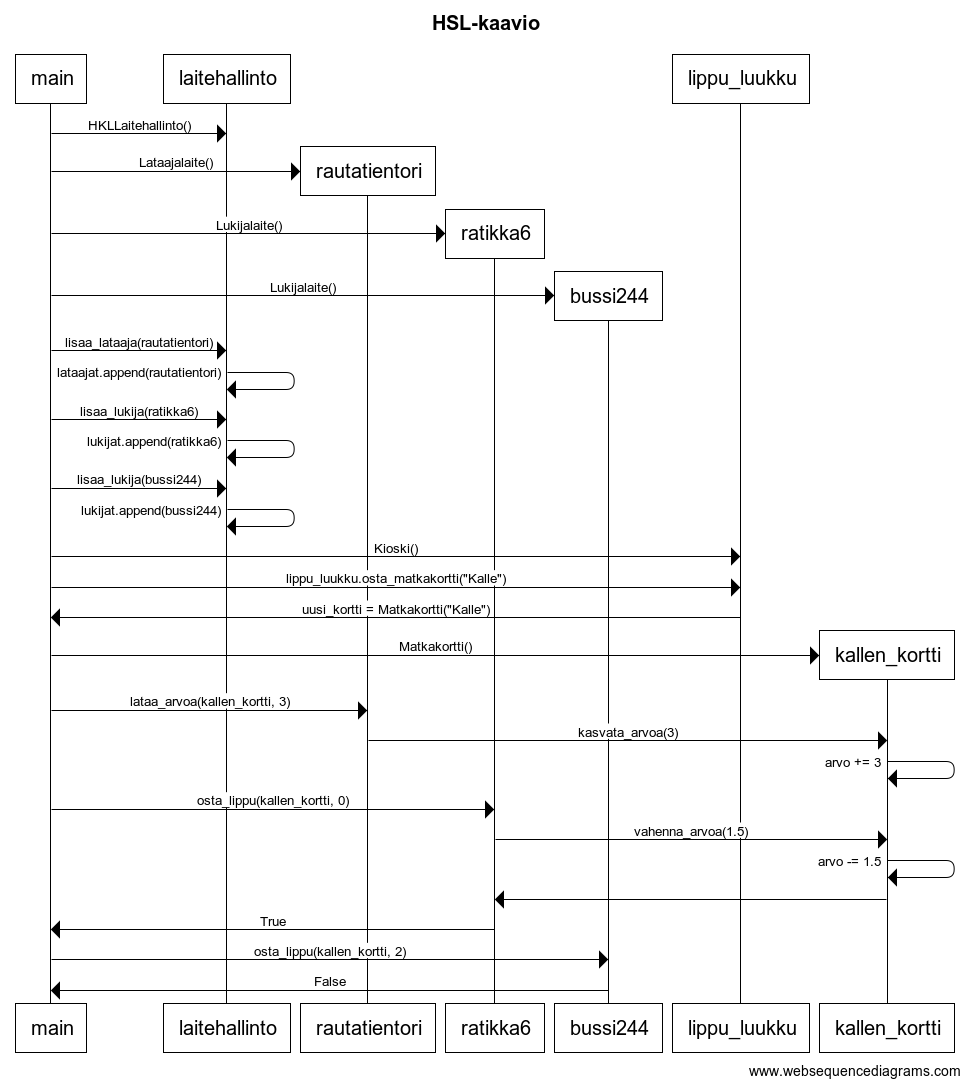 HSL-kaavio
main
laitehallinto
lippu_luukku
HKLLaitehallinto()
Lataajalaite()
rautatientori
Lukijalaite()
ratikka6
Lukijalaite()
bussi244
lisaa_lataaja(rautatientori)
lataajat.append(rautatientori)
lisaa_lukija(ratikka6)
lukijat.append(ratikka6)
lisaa_lukija(bussi244)
lukijat.append(bussi244)
Kioski()
lippu_luukku.osta_matkakortti("Kalle")
uusi_kortti = Matkakortti("Kalle")
Matkakortti()
kallen_kortti
lataa_arvoa(kallen_kortti, 3)
kasvata_arvoa(3)
arvo += 3
osta_lippu(kallen_kortti, 0)
vahenna_arvoa(1.5)
arvo -= 1.5
True
osta_lippu(kallen_kortti, 2)
False
main
laitehallinto
rautatientori
ratikka6
bussi244
lippu_luukku
kallen_kortti
www.websequencediagrams.com